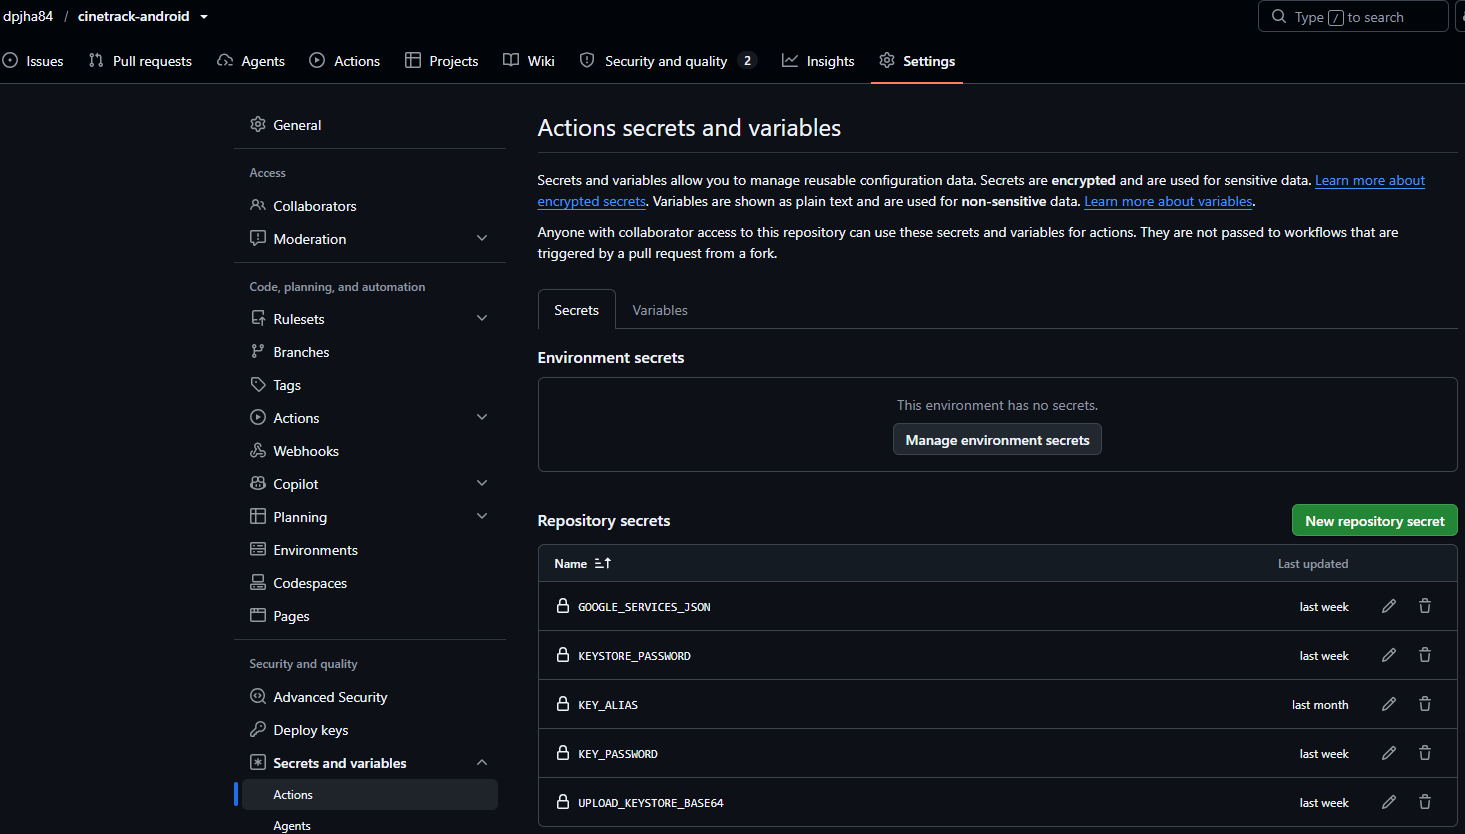 dpjha84 / cinetrack-android
Type / to search
Issues Pull requests Agents Actions Projects Wiki Security and quality 2 Insights Settings
General
Access
Collaborators
Moderation
Code, planning, and automation
Rulesets
Branches
Tags
Actions
Webhooks
Copilot
Planning
Environments
Codespaces
Pages
Security and quality
Advanced Security
Deploy keys
Secrets and variables
Actions
Agents
Actions secrets and variables
Secrets and variables allow you to manage reusable configuration data. Secrets are encrypted and are used for sensitive data. Learn more about
encrypted secrets. Variables are shown as plain text and are used for non-sensitive data. Learn more about variables.
Anyone with collaborator access to this repository can use these secrets and variables for actions. They are not passed to workflows that are
triggered by a pull request from a fork.
Secrets Variables
Environment secrets
This environment has no secrets.
Manage environment secrets
Repository secrets
New repository secret
Name Last updated
GOOGLE_SERVICES_JSON last week
KEYSTORE_PASSWORD last week
KEY_ALIAS last month
KEY_PASSWORD last week
UPLOAD_KEYSTORE_BASE64 last week